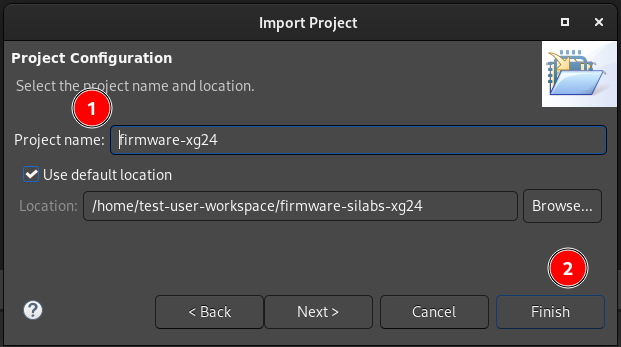 Import Project
Project Configuration
Select the project name and location.
1
Project name: firmware-xg24
Use default location
Location: /home/test-user-workspace/firmware-silabs-xg24 Browse...
2
? < Back Next > Cancel Finish